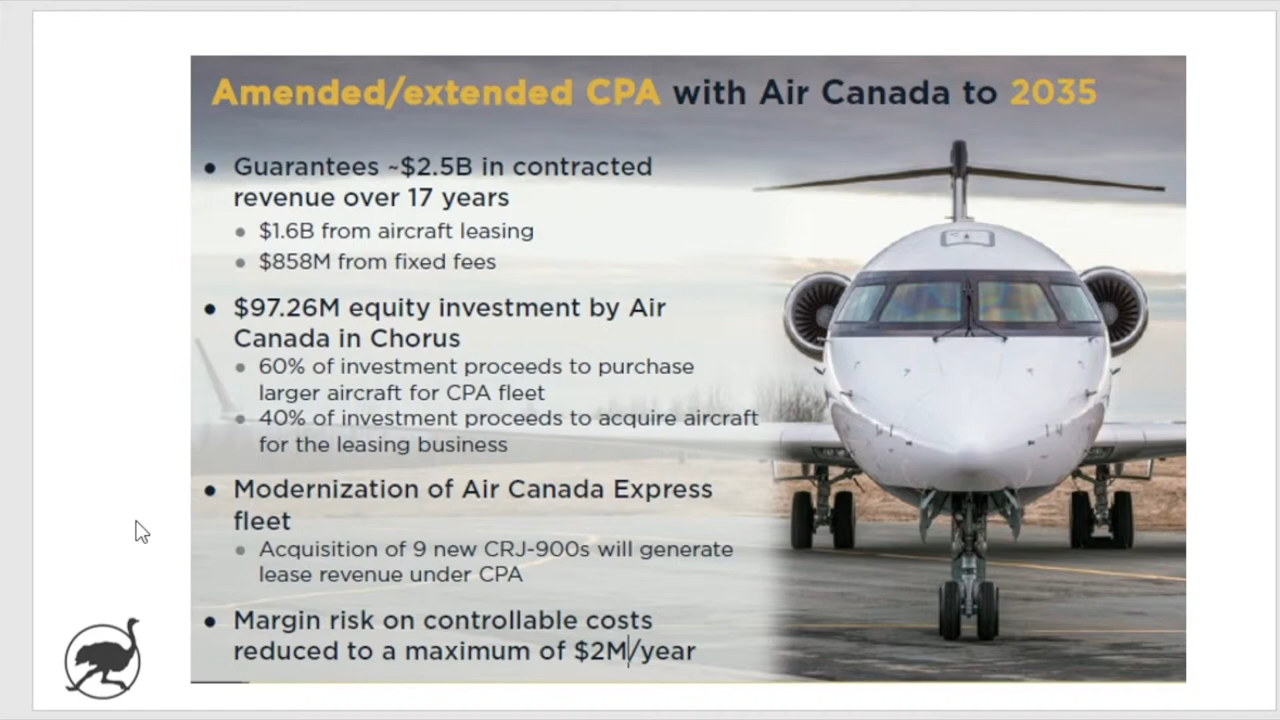 Amended/extended CPA with Air Canada to 2035
• Guarantees ~$2.5B in contracted
revenue over 17 years
• $1.6B from aircraft leasing
• $858M from fixed fees
• $97.26M equity investment by Air
Canada in Chorus
• 60% of investment proceeds to purchase
larger aircraft for CPA fleet
• 40% of investment proceeds to acquire aircraft
for the leasing business
• Modernization of Air Canada Express
fleet
• Acquisition of 9 new CRJ-900s will generate
lease revenue under CPA
• Margin risk on controllable costs
reduced to a maximum of $2M/year